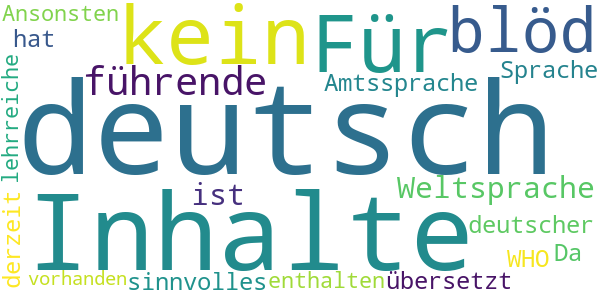 Ansonsten kein Für blöd
hat
führende Amtssprache Sprache
deutsch
lehrreiche
ist Weltsprache
Inhalte deutscher
derzeit WHO Da
vorhanden sinnvolles enthalten übersetzt